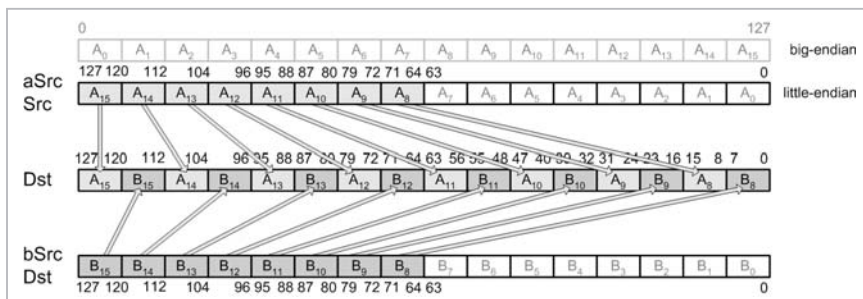 0 127
A0 A1 A2 A3 A4 A5 A6 A7 A8 A9 A10 A11 A12 A13 A14 A15 big-endian
127 120 112 104 96 95 88 87 80 79 72 71 64 63 0
aSrc
Src
A15 A14 A13 A12 A11 A10 A9 A8 A7 A6 A5 A4 A3 A2 A1 A0 little-endian
127 120 112 104 96 95 88 87 80 79 72 71 64 63 56 55 48 47 40 39 32 31 24 23 16 15 8 7 0
Dst A15 B15 A14 B14 A13 B13 A12 B12 A11 B11 A10 B10 A9 B9 A8 B8
bSrc
Dst
B15 B14 B13 B12 B11 B10 B9 B8 B7 B6 B5 B4 B3 B2 B1 B0
127 120 112 104 96 95 88 87 80 79 72 71 64 63 0